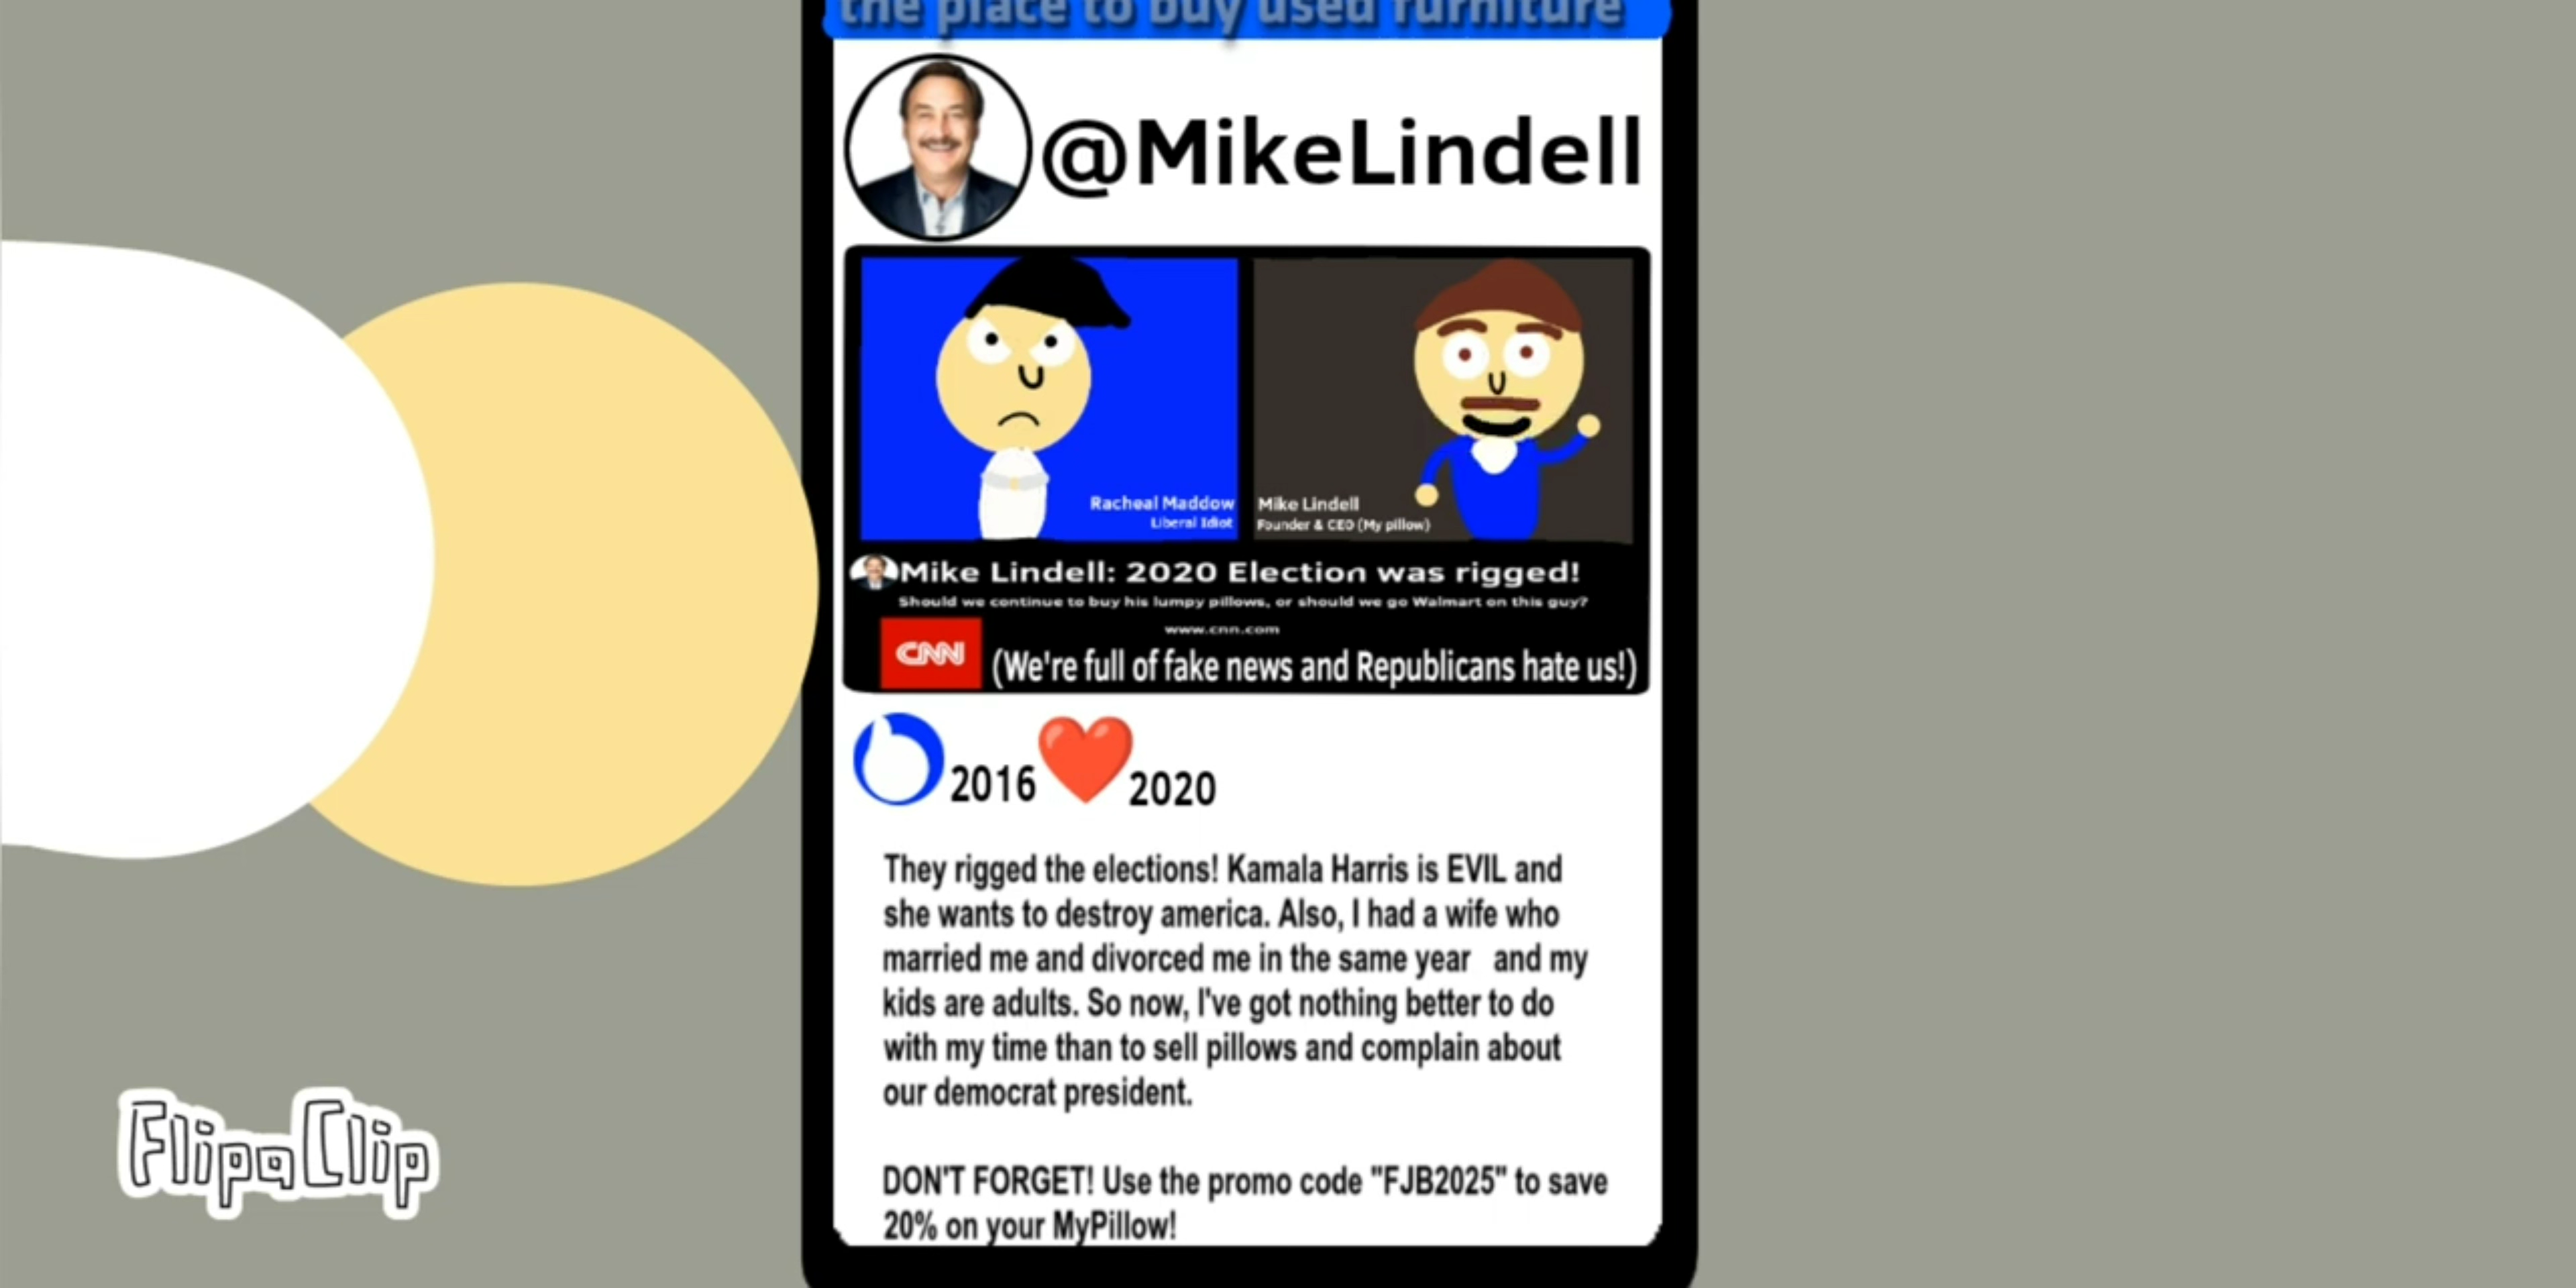 the place to buy used furniture
@MikeLindell
Racheal Maddow
Liberal Idiot
Mike Lindell
Founder & CEO (My pillow)
Mike Lindell: 2020 Election was rigged!
Should we continue to buy his lumpy pillows, or should we go Walmart on this guy?
www.cnn.com
CNN (We're full of fake news and Republicans hate us!)
2016 2020
They rigged the elections! Kamala Harris is EVIL and
she wants to destroy america. Also, I had a wife who
married me and divorced me in the same year and my
kids are adults. So now, I've got nothing better to do
with my time than to sell pillows and complain about
our democrat president.
DON'T FORGET! Use the promo code "FJB2025" to save
20% on your MyPillow!
FlipaClip